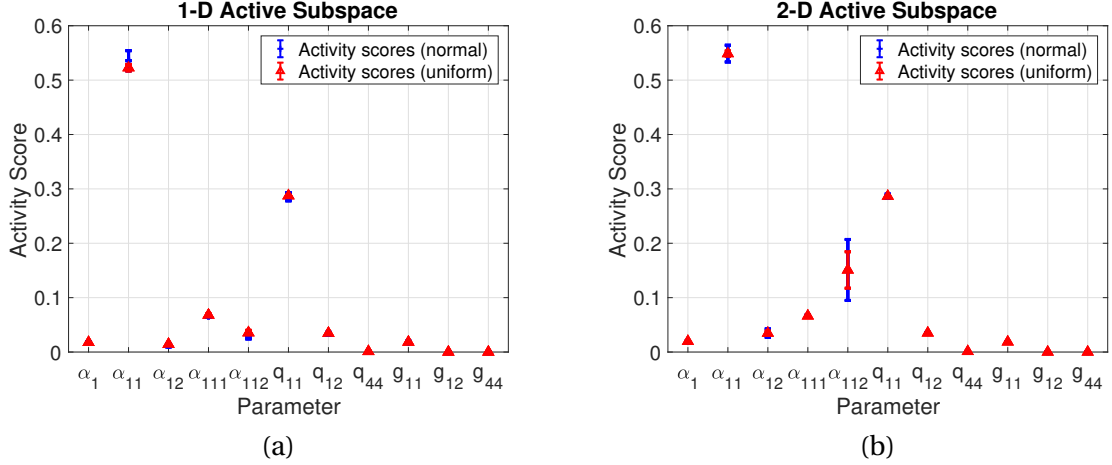 1-D Active Subspace
Activity scores (normal)
Activity scores (uniform)
Activity Score
0.6
0.5
0.4
0.3
0.2
0.1
0
α₁ α₁₁ α₁₂ α₁₁₁ α₁₁₂ q₁₁ q₁₂ q₄₄ g₁₁ g₁₂ g₄₄
Parameter
(a)
2-D Active Subspace
Activity scores (normal)
Activity scores (uniform)
Activity Score
0.6
0.5
0.4
0.3
0.2
0.1
0
α₁ α₁₁ α₁₂ α₁₁₁ α₁₁₂ q₁₁ q₁₂ q₄₄ g₁₁ g₁₂ g₄₄
Parameter
(b)